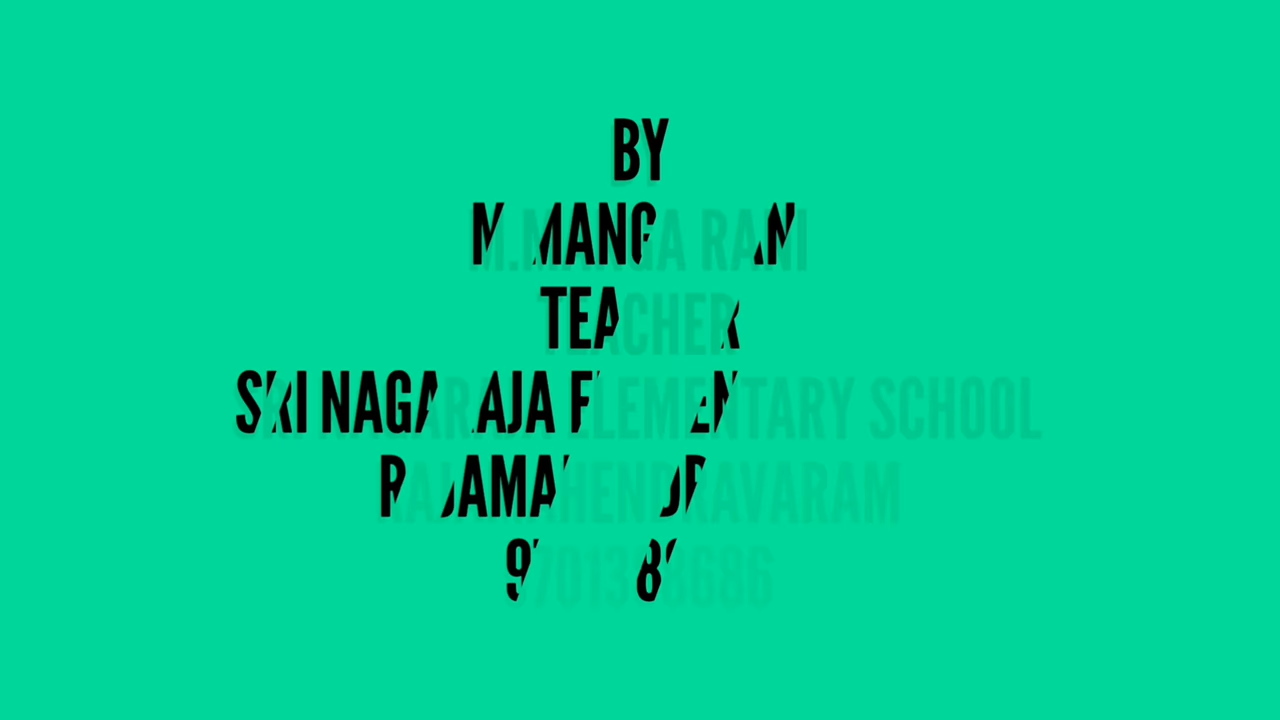 BY
M.MANGA RANI
TEACHER
SRI NAGARAJA ELEMENTARY SCHOOL
RAJAMAHENDRAVARAM